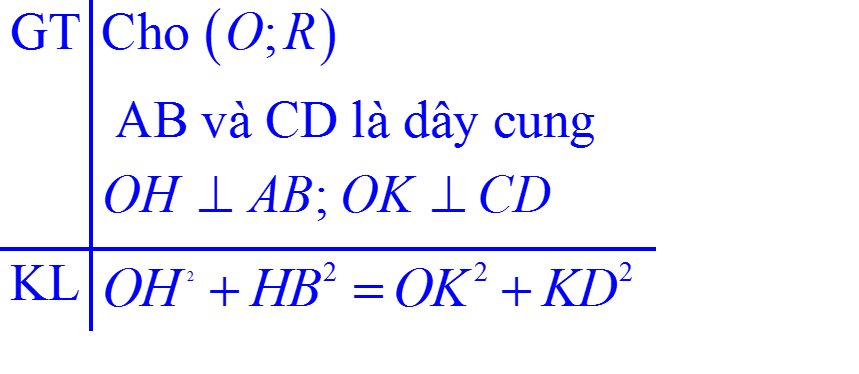 GT Cho (O;R)
AB và CD là dây cung
OH ⊥ AB; OK ⊥ CD
KL OH² + HB² = OK² + KD²